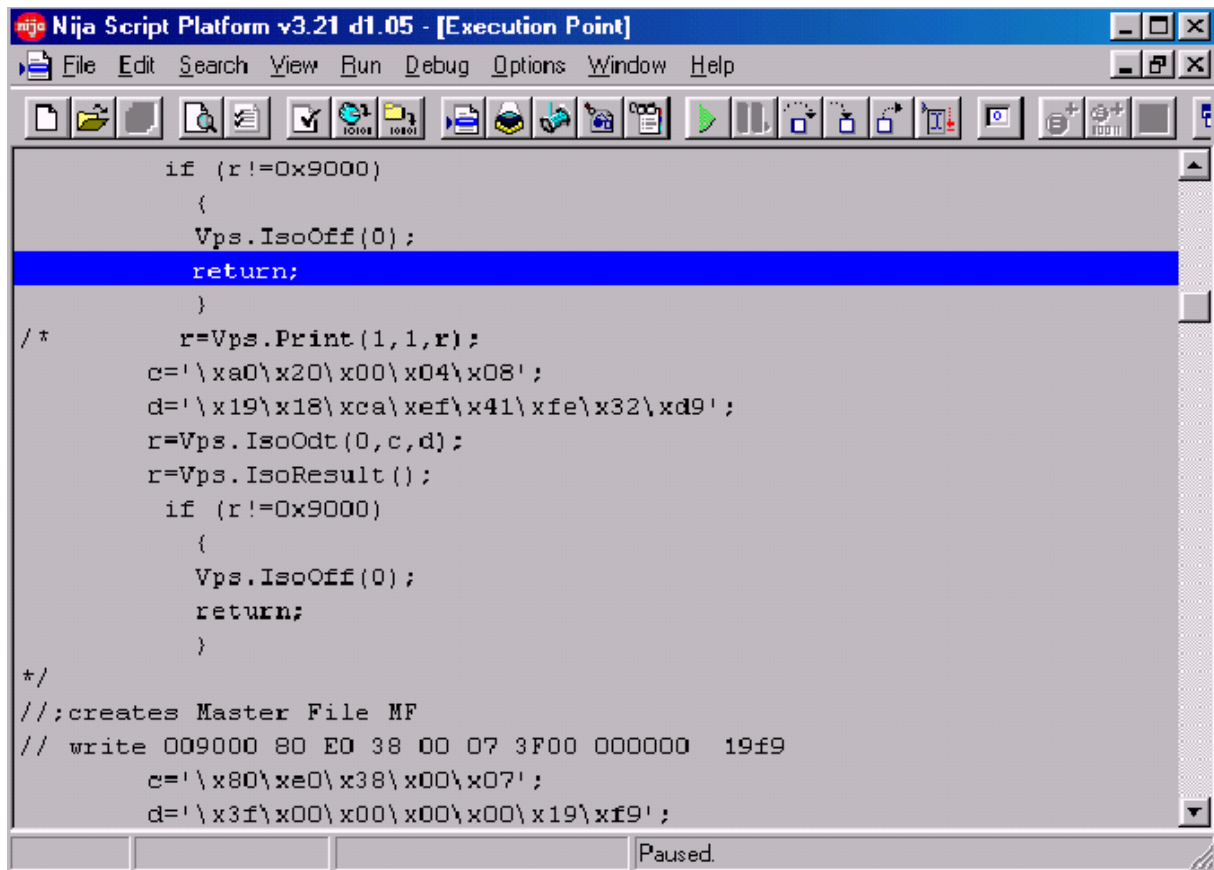 nija Nija Script Platform v3.21 d1.05 - [Execution Point]
File Edit Search View Run Debug Options Window Help
if (r!=0x9000)
{
Vps.IsoOff(0);
return;
}
/* r=Vps.Print(1,1,r);
c='\xa0\x20\x00\x04\x08';
d='\x19\x18\xca\xef\x41\xfe\x32\xd9';
r=Vps.IsoOdt(0,c,d);
r=Vps.IsoResult();
if (r!=0x9000)
{
Vps.IsoOff(0);
return;
}
*/
//;creates Master File MF
// write 009000 80 E0 38 00 07 3F00 000000 19f9
c='\x80\xe0\x38\x00\x07';
d='\x3f\x00\x00\x00\x00\x19\xf9';
Paused.